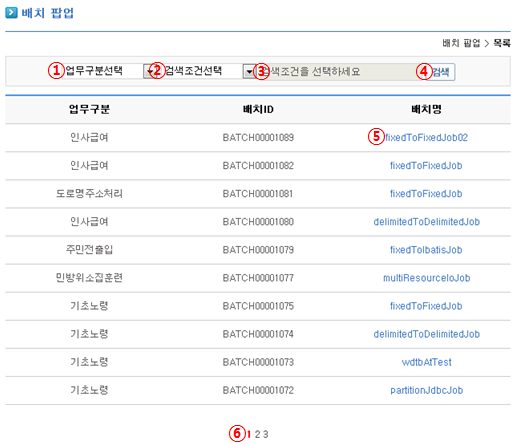 배치 팝업
배치 팝업 > 목록
① 업무구분선택 ② 검색조건선택 ③ 검색조건을 선택하세요 ④ 검색
업무구분 배치ID 배치명
인사급여 BATCH00001089 ⑤ fixedToFixedJob02
인사급여 BATCH00001082 fixedToFixedJob
도로명주소처리 BATCH00001081 fixedToFixedJob
인사급여 BATCH00001080 delimitedToDelimitedJob
주민전출입 BATCH00001079 fixedToIbatisJob
민방위소집훈련 BATCH00001077 multiResourceIoJob
기초노령 BATCH00001075 fixedToFixedJob
기초노령 BATCH00001074 delimitedToDelimitedJob
기초노령 BATCH00001073 wdtbAtTest
기초노령 BATCH00001072 partitionJdbcJob
⑥ 1 2 3